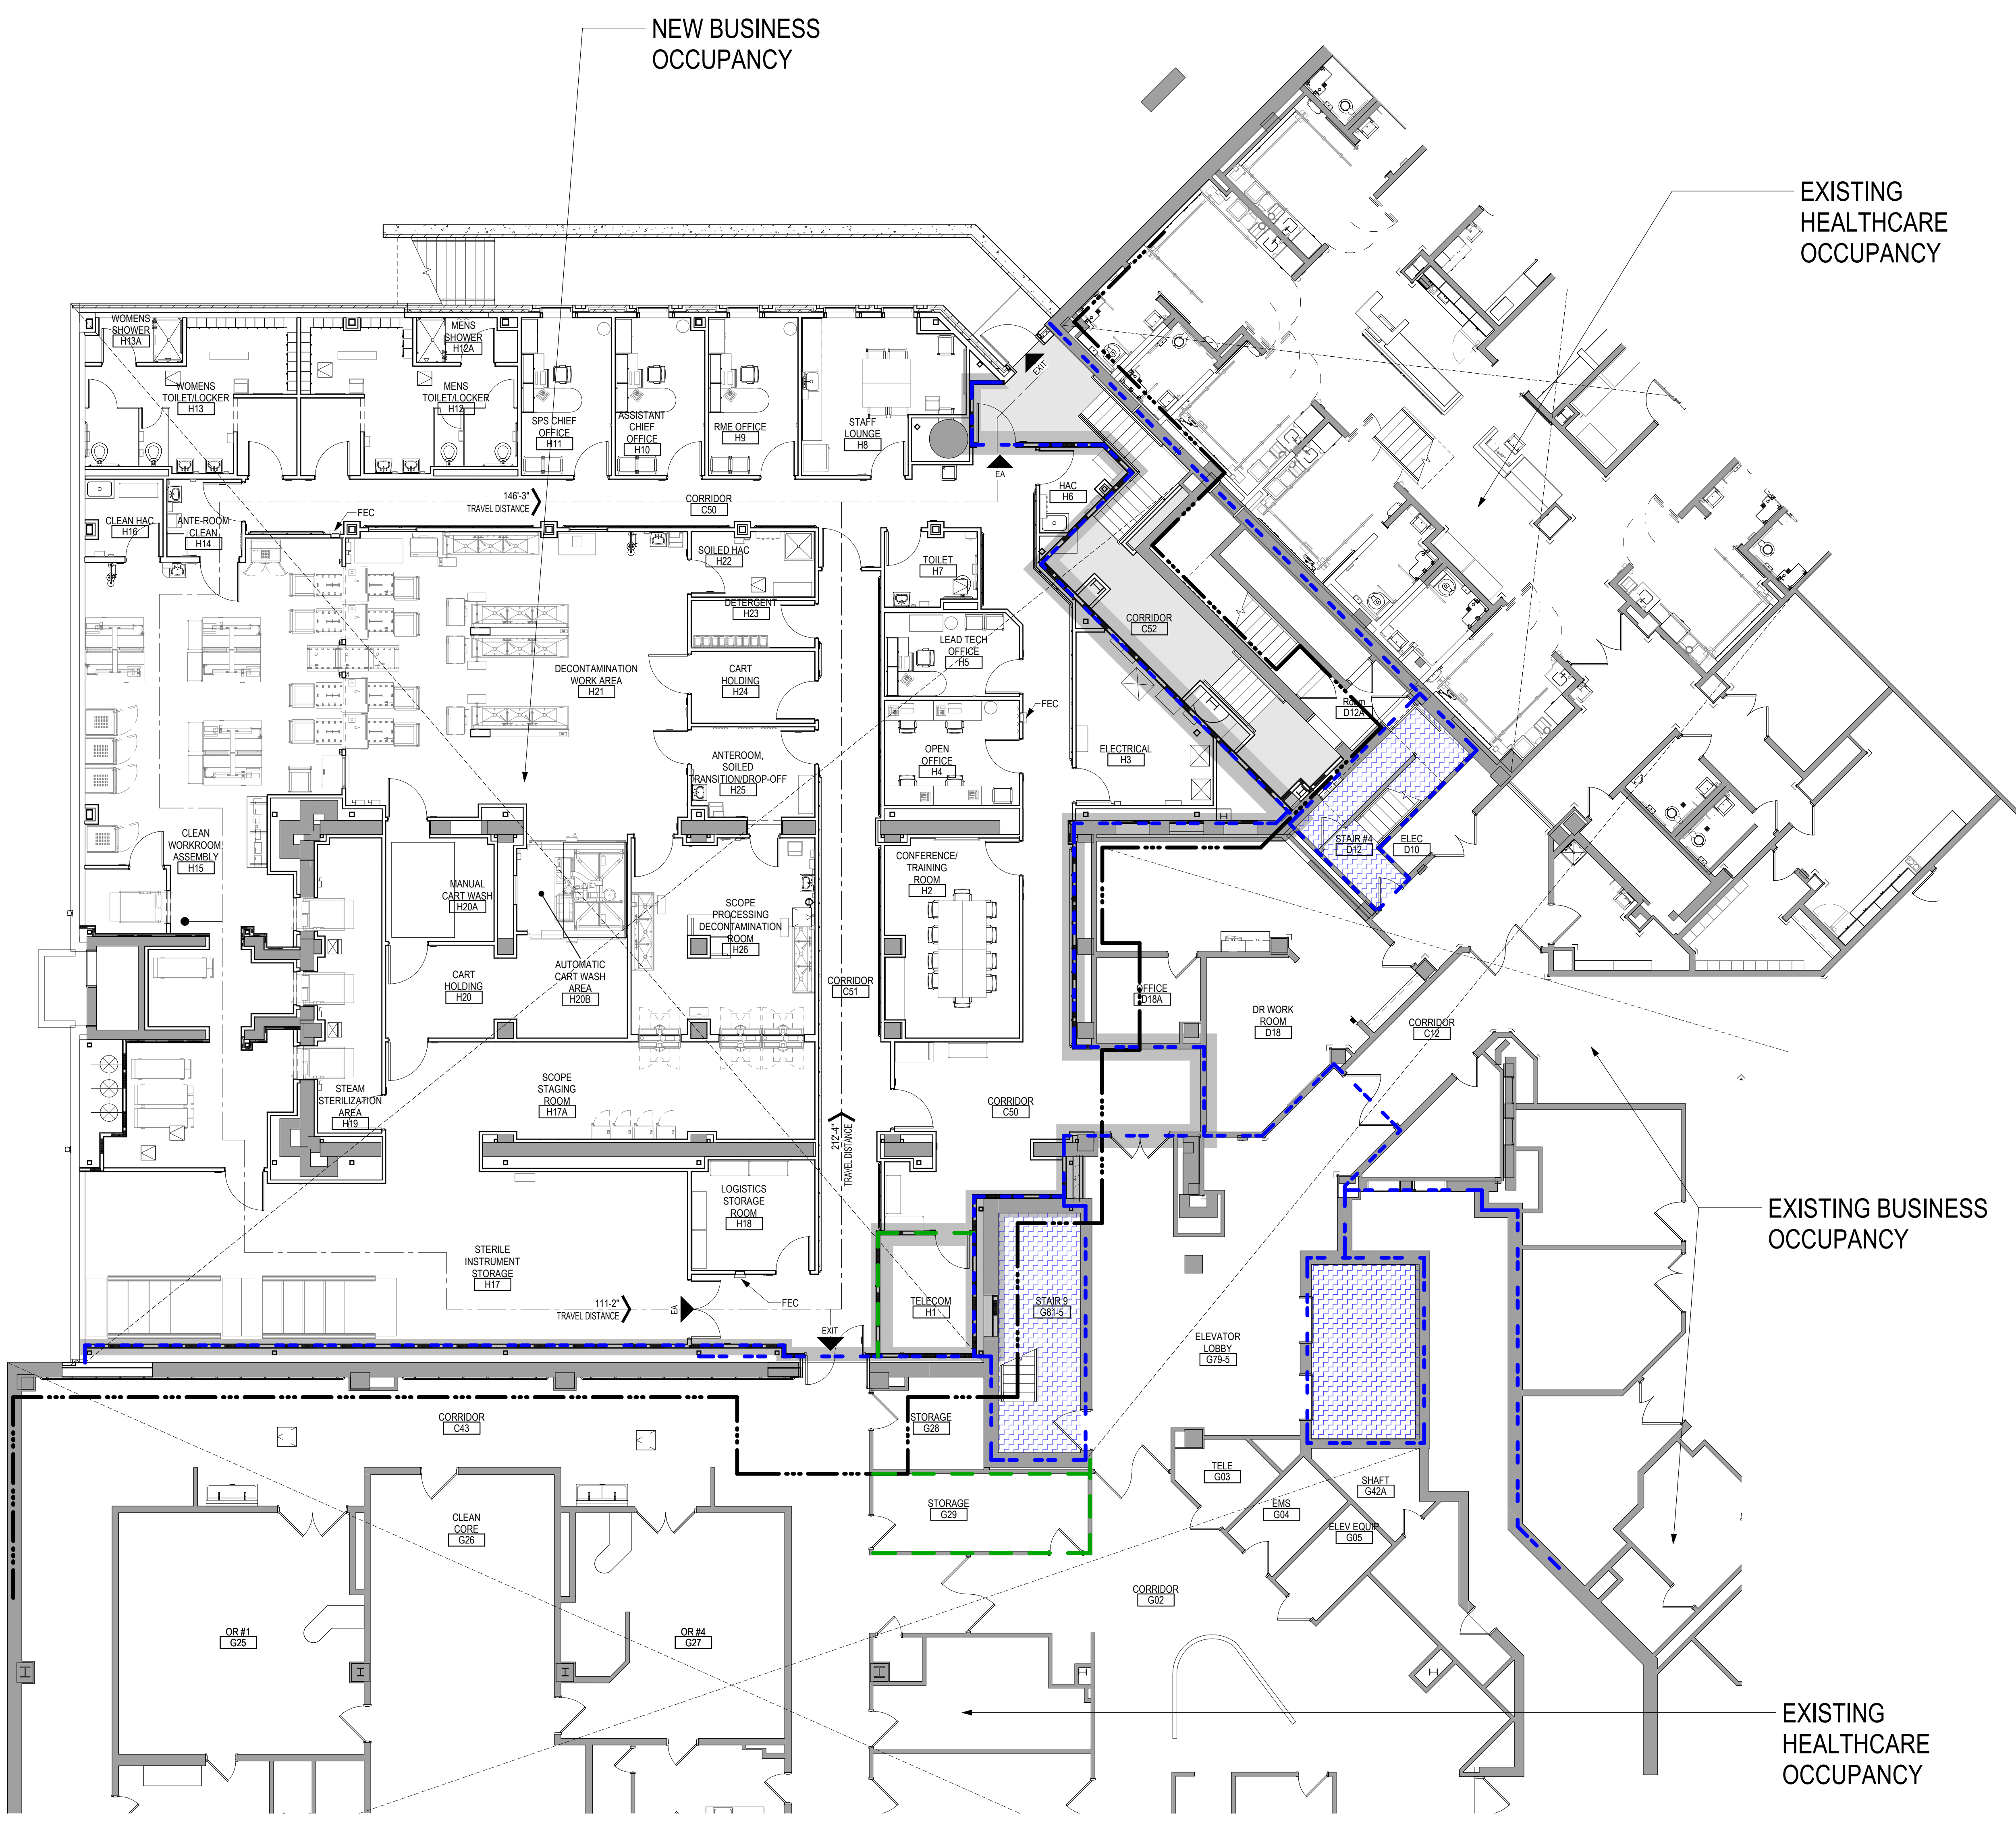 NEW BUSINESS
OCCUPANCY
EXISTING
HEALTHCARE
OCCUPANCY
WOMENS
SHOWER
H13A
MENS
SHOWER
H12A
WOMENS
TOILET/LOCKER
H13
MENS
TOILET/LOCKER
H12
SPS CHIEF
OFFICE
H11
ASSISTANT
CHIEF
OFFICE
H10
RME OFFICE
H9
STAFF
LOUNGE
H8
EXIT
EA
HAC
H6
146'-3"
TRAVEL DISTANCE
CORRIDOR
C50
FEC
CLEAN HAC
H16
ANTE-ROOM
CLEAN
H14
SOILED HAC
H22
TOILET
H7
DETERGENT
H23
CORRIDOR
C52
LEAD TECH
OFFICE
H5
DECONTAMINATION
WORK AREA
H21
CART
HOLDING
H24
FEC
Room
D12A
OPEN
OFFICE
H4
ELECTRICAL
H3
ANTEROOM,
SOILED
TRANSITION/DROP-OFF
H25
CLEAN
WORKROOM
ASSEMBLY
H15
STAIR #4
D12
ELEC
D10
CONFERENCE/
TRAINING
ROOM
H2
MANUAL
CART WASH
H20A
SCOPE
PROCESSING
DECONTAMINATION
ROOM
H26
CART
HOLDING
H20
AUTOMATIC
CART WASH
AREA
H20B
CORRIDOR
C51
OFFICE
D18A
DR WORK
ROOM
D18
CORRIDOR
C12
STEAM
STERILIZATION
AREA
H19
SCOPE
STAGING
ROOM
H17A
CORRIDOR
C50
212'-4"
TRAVEL DISTANCE
LOGISTICS
STORAGE
ROOM
H18
EXISTING BUSINESS
OCCUPANCY
STERILE
INSTRUMENT
STORAGE
H17
111-2"
TRAVEL DISTANCE
EA
FEC
EXIT
TELECOM
H1
STAIR 9
G81-5
ELEVATOR
LOBBY
G79-5
CORRIDOR
C43
STORAGE
G28
TELE
G03
SHAFT
G42A
STORAGE
G29
EMS
G04
ELEV EQUIP
G05
CLEAN
CORE
G26
CORRIDOR
G02
OR #1
G25
OR #4
G27
EXISTING
HEALTHCARE
OCCUPANCY